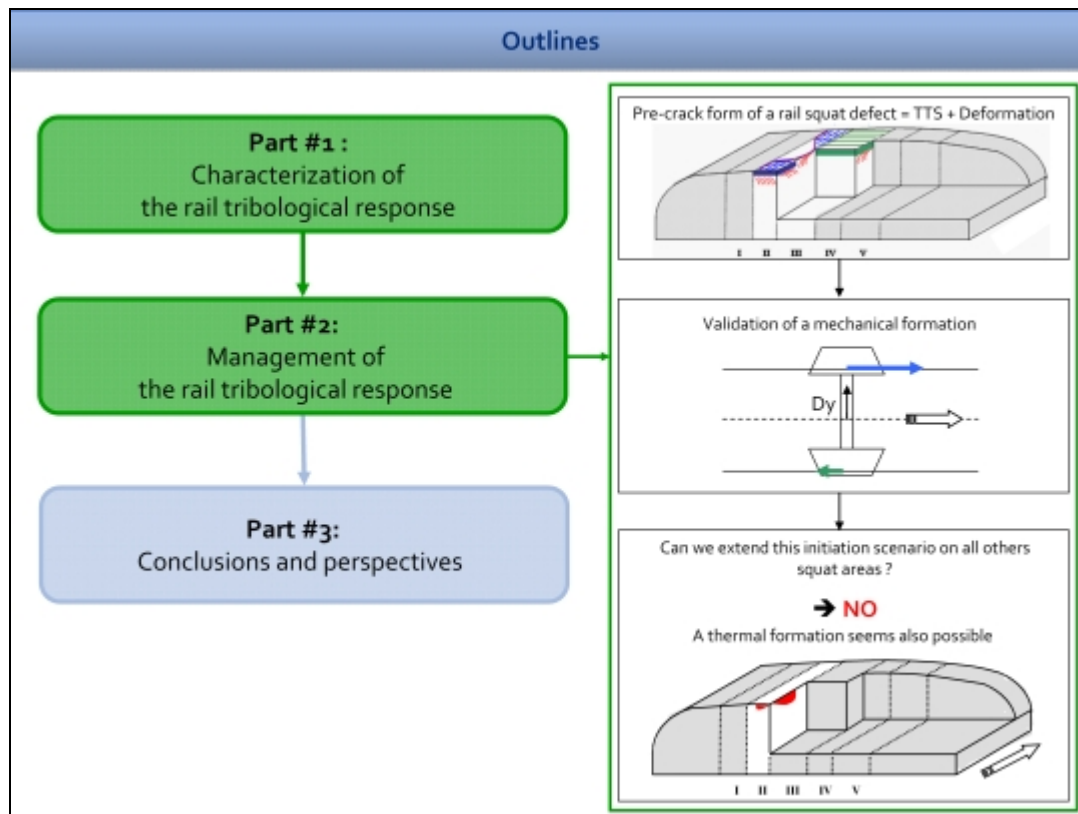 Outlines
Part #1 :
Characterization of
the rail tribological response
Part #2:
Management of
the rail tribological response
Part #3:
Conclusions and perspectives
Pre-crack form of a rail squat defect = TTS + Deformation
I II III IV V
Validation of a mechanical formation
Dy
Can we extend this initiation scenario on all others
squat areas ?
➔ NO
A thermal formation seems also possible
I II III IV V